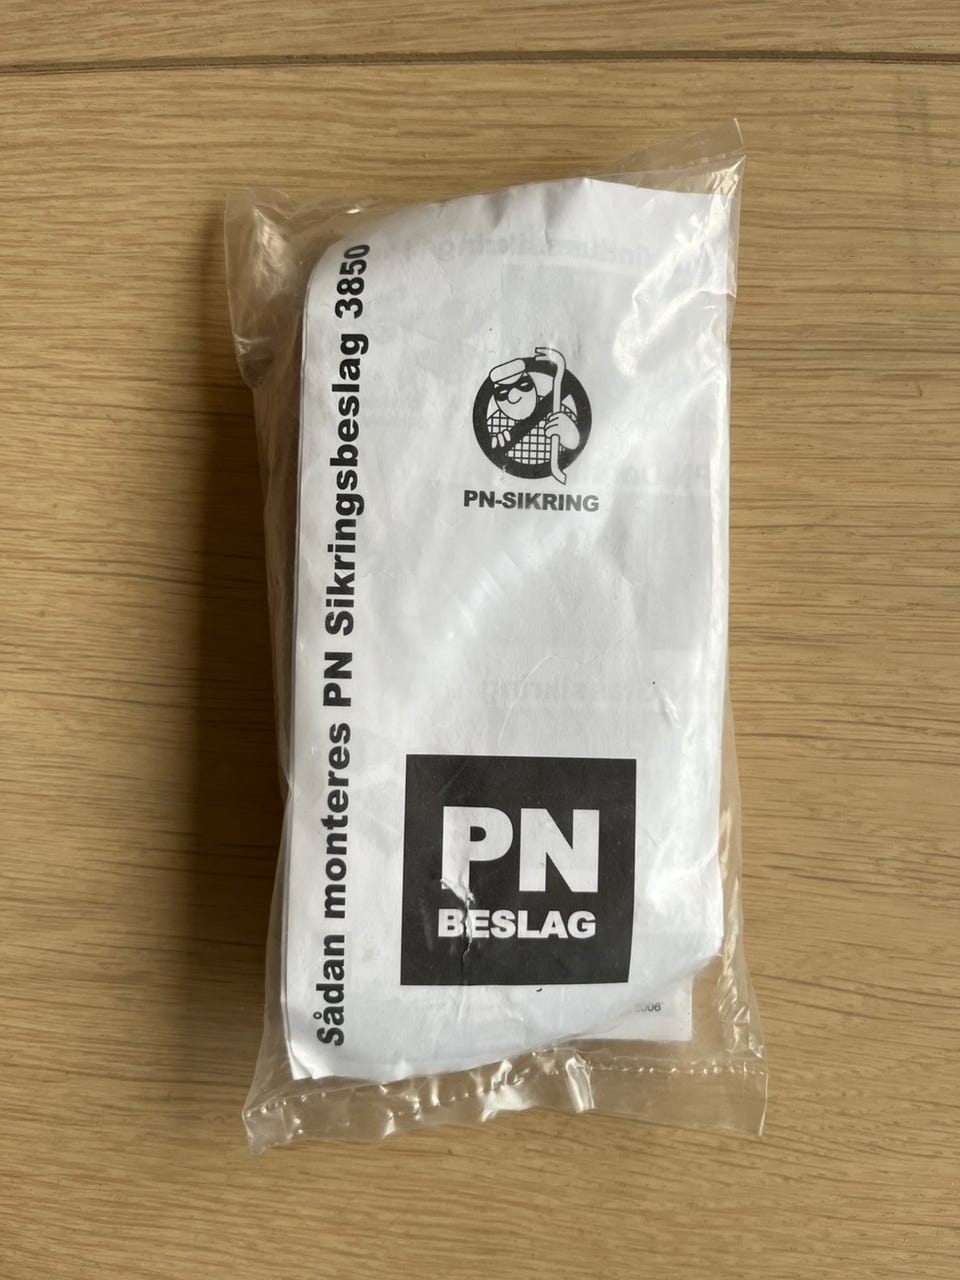 Sådan monteres PN Sikringsbeslag 3850
PN-SIKRING
PN
BESLAG